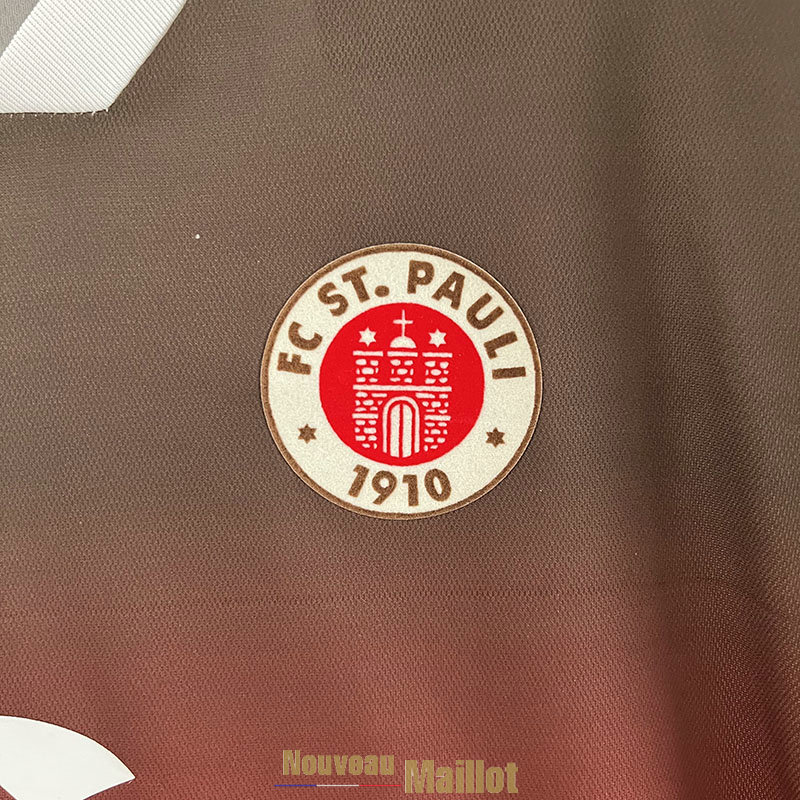 FC ST. PAULI
1910
Nouveau Maillot